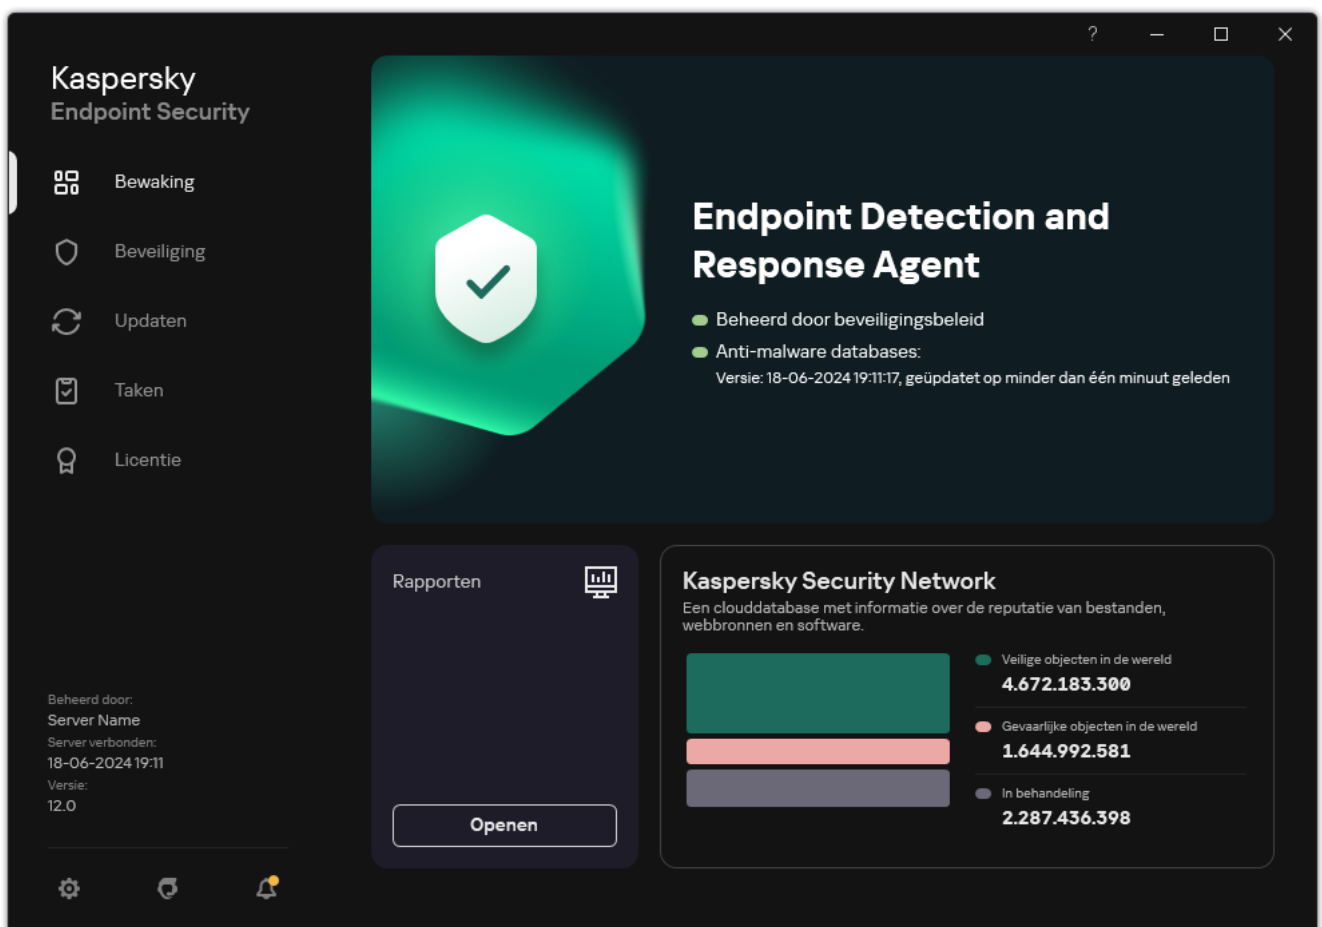 ?
Kaspersky
Endpoint Security
Bewaking
Beveiliging
Updaten
Taken
Licentie
Beheerd door:
Server Name
Server verbonden:
18-06-2024 19:11
Versie:
12.0
Endpoint Detection and
Response Agent
Beheerd door beveiligingsbeleid
Anti-malware databases:
Versie: 18-06-2024 19:11:17, geüpdatet op minder dan één minuut geleden
Rapporten
Openen
Kaspersky Security Network
Een clouddatabase met informatie over de reputatie van bestanden,
webbronnen en software.
Veilige objecten in de wereld
4.672.183.300
Gevaarlijke objecten in de wereld
1.644.992.581
In behandeling
2.287.436.398